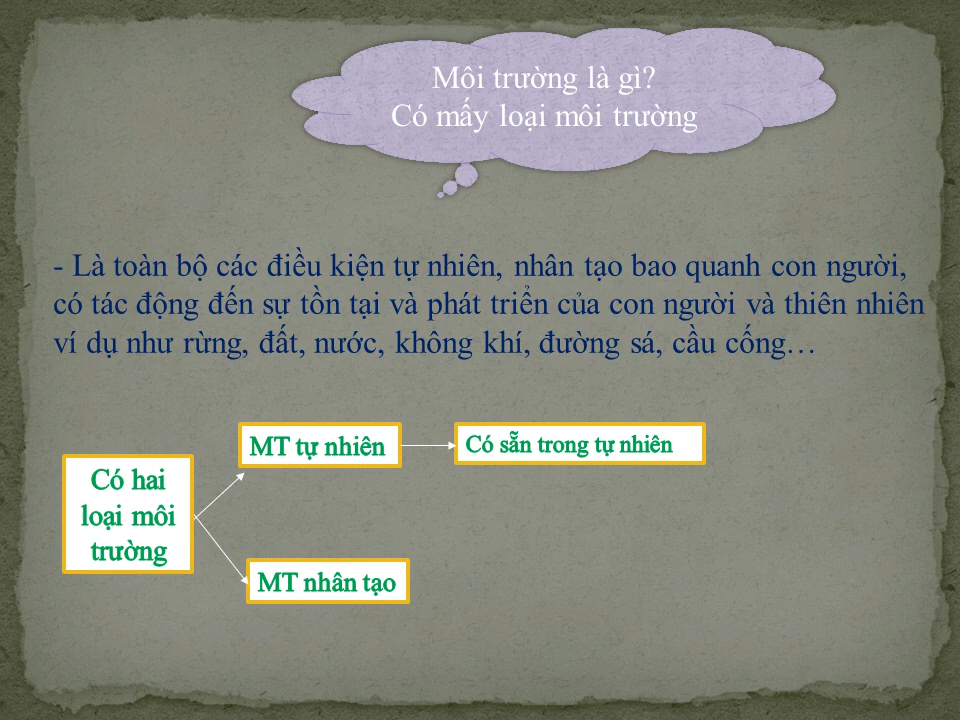 Môi trường là gì?
Có mấy loại môi trường
- Là toàn bộ các điều kiện tự nhiên, nhân tạo bao quanh con người,
có tác động đến sự tồn tại và phát triển của con người và thiên nhiên
ví dụ như rừng, đất, nước, không khí, đường sá, cầu cống…
MT tự nhiên
Có sẵn trong tự nhiên
Có hai
loại môi
trường
MT nhân tạo